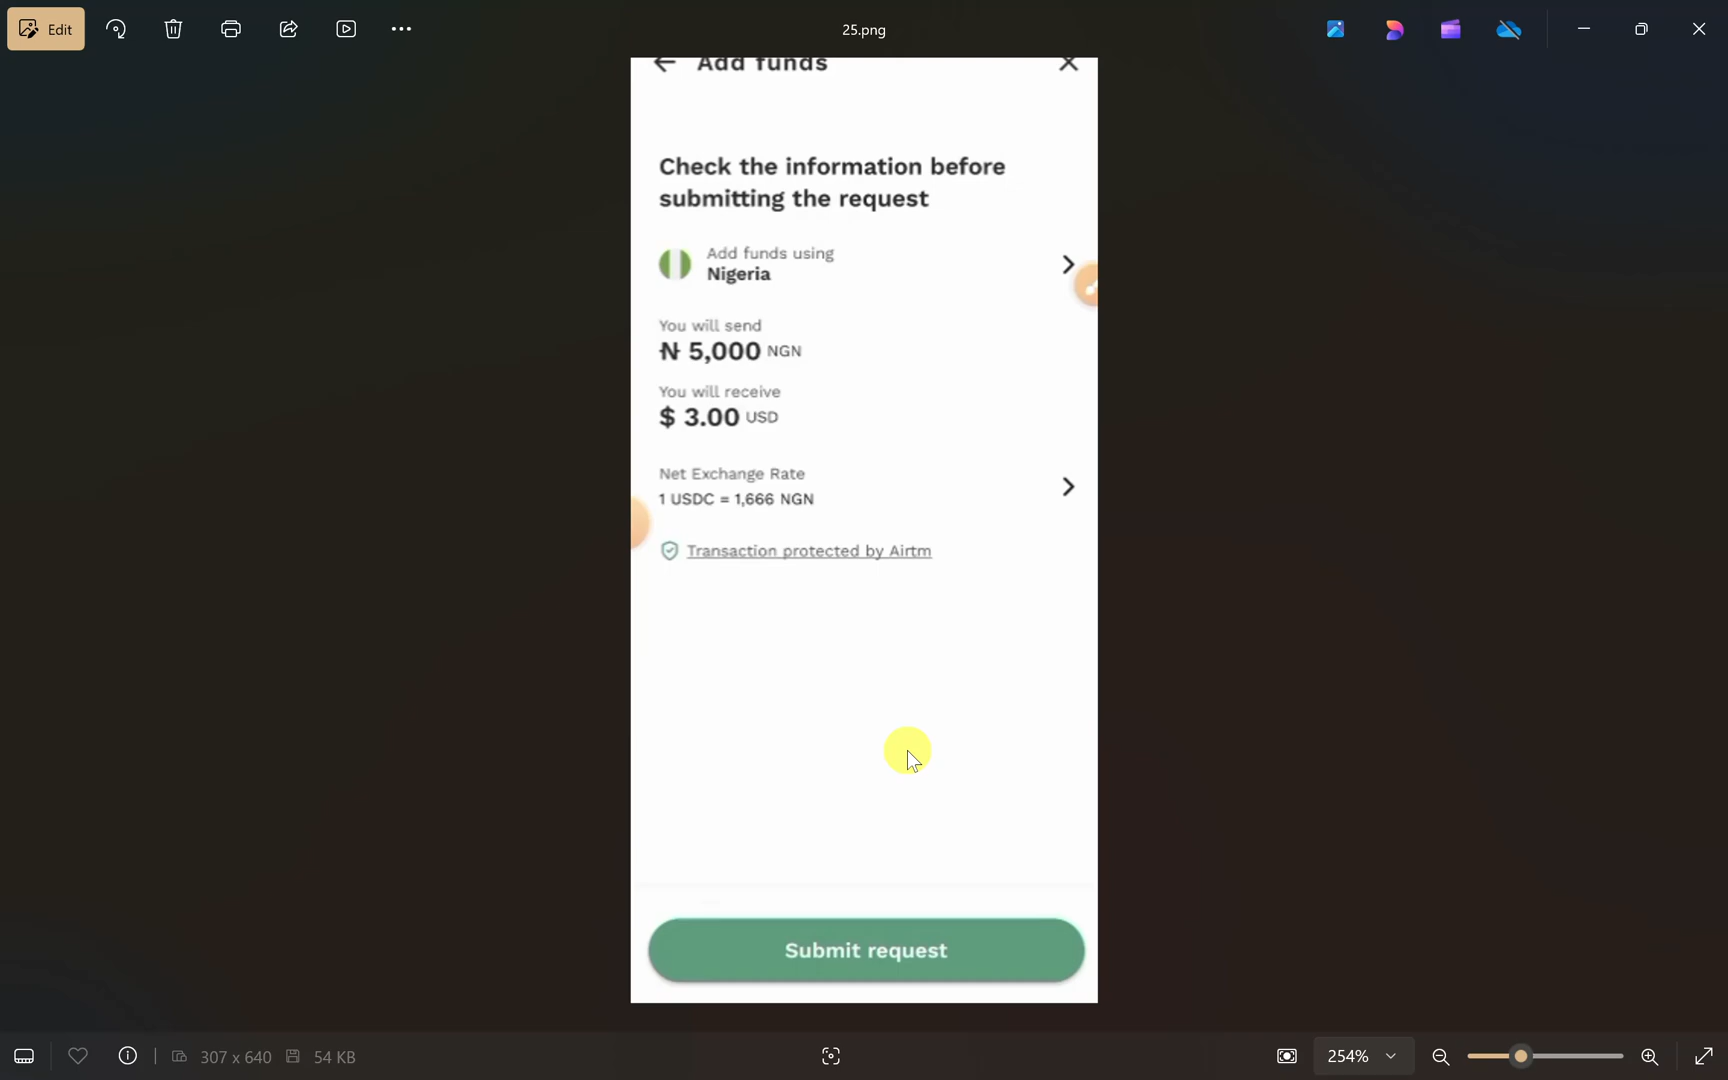 Edit
25.png
Add funds
Check the information before
submitting the request
Add funds using
Nigeria
You will send
₦ 5,000 NGN
You will receive
$ 3.00 USD
Net Exchange Rate
1 USDC = 1,666 NGN
Transaction protected by Airtm
Submit request
307 x 640
54 KB
254%